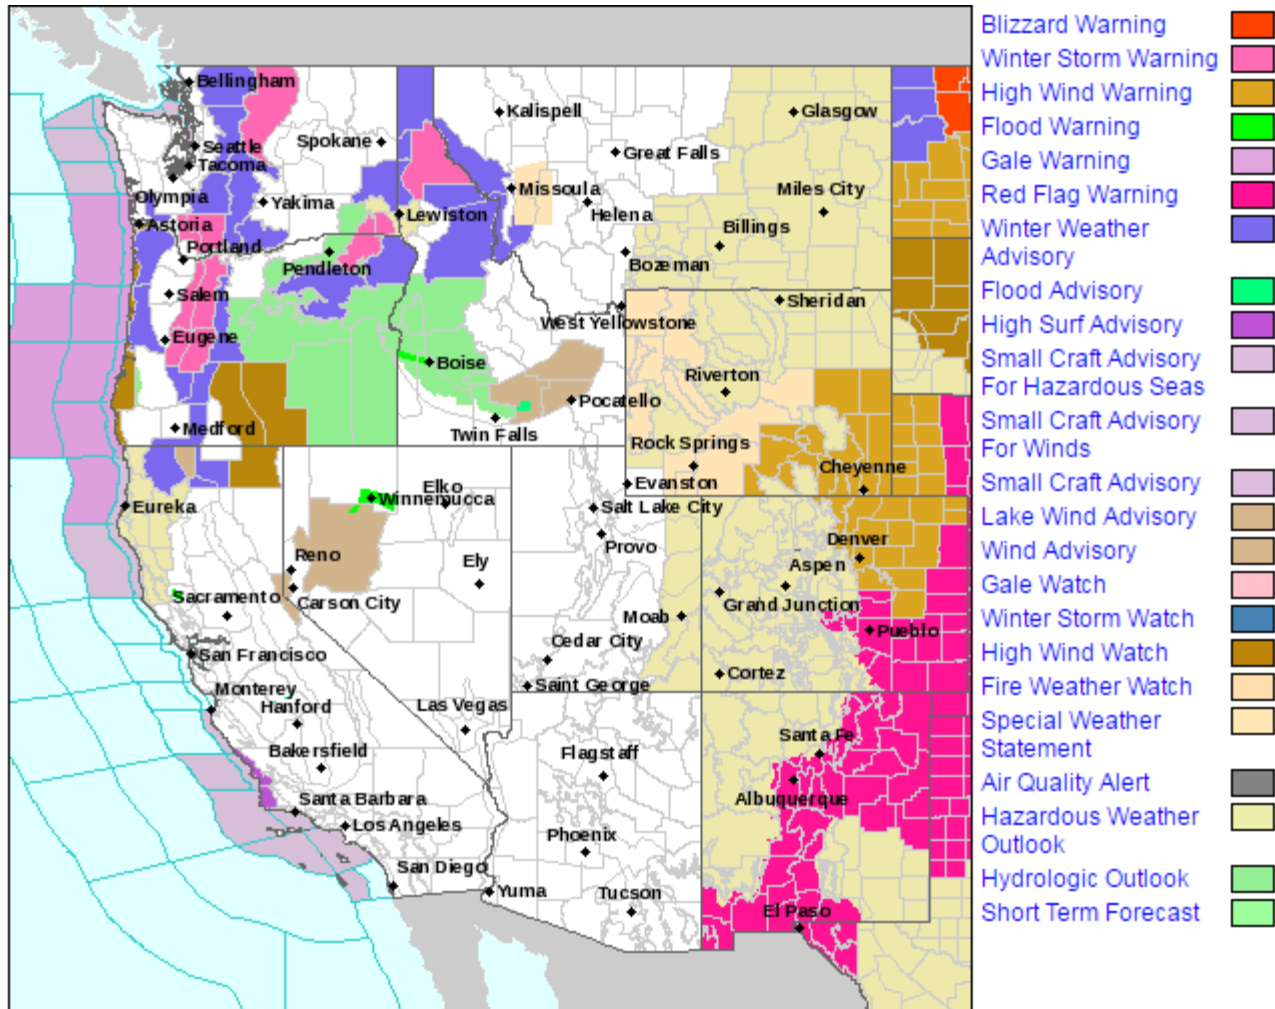 Bellingham
Seattle
Tacoma
Olympia
Spokane
Yakima
Astoria
Portland
Pendleton
Lewiston
Salem
Eugene
Medford
Kalispell
Great Falls
Glasgow
Missoula
Helena
Miles City
Billings
Bozeman
West Yellowstone
Sheridan
Boise
Pocatello
Twin Falls
Riverton
Rock Springs
Evanston
Cheyenne
Eureka
Elko
Winnemucca
Reno
Ely
Carson City
Sacramento
San Francisco
Monterey
Hanford
Bakersfield
Las Vegas
Santa Barbara
Los Angeles
San Diego
Salt Lake City
Provo
Moab
Cedar City
Saint George
Denver
Aspen
Grand Junction
Pueblo
Cortez
Flagstaff
Phoenix
Yuma
Tucson
Santa Fe
Albuquerque
El Paso
Blizzard Warning
Winter Storm Warning
High Wind Warning
Flood Warning
Gale Warning
Red Flag Warning
Winter Weather
Advisory
Flood Advisory
High Surf Advisory
Small Craft Advisory
For Hazardous Seas
Small Craft Advisory
For Winds
Small Craft Advisory
Lake Wind Advisory
Wind Advisory
Gale Watch
Winter Storm Watch
High Wind Watch
Fire Weather Watch
Special Weather
Statement
Air Quality Alert
Hazardous Weather
Outlook
Hydrologic Outlook
Short Term Forecast